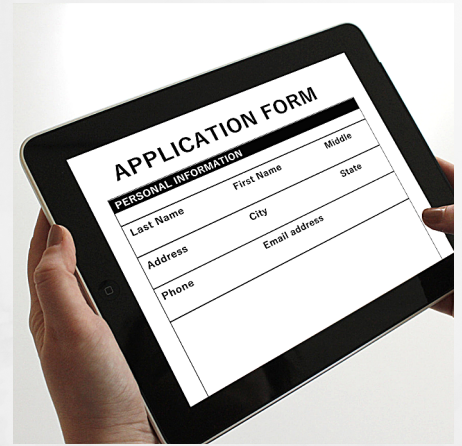 APPLICATION FORM
PERSONAL INFORMATION
Last Name First Name Middle
Address City State
Phone Email address